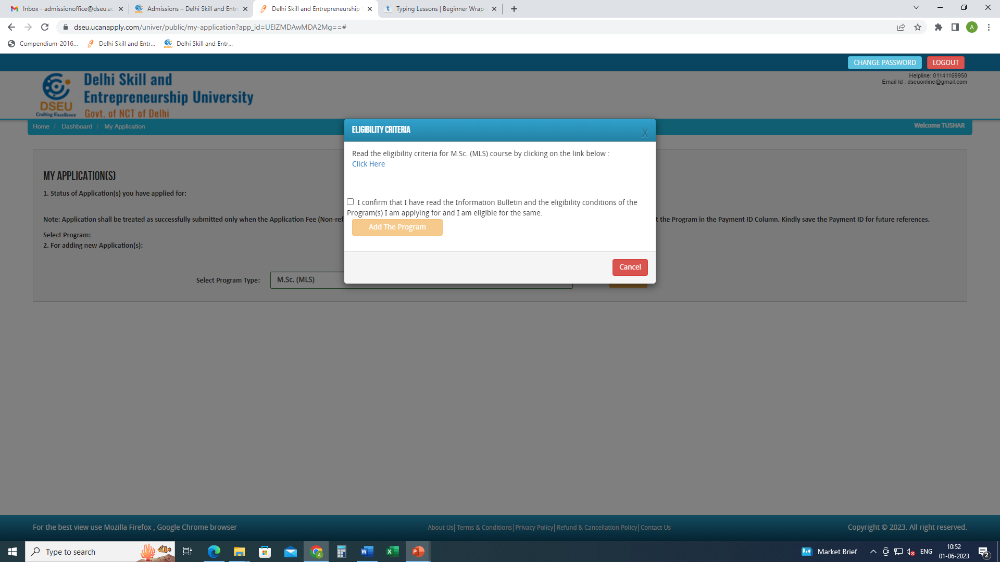 Inbox - admissionoffice@dseu.ac
Admissions – Delhi Skill and Entre
Delhi Skill and Entrepreneurship
Typing Lessons | Beginner Wrap-
dseu.ucanapply.com/univer/public/my-application?app_id=UEIZMDAwMDA2Mg==#
A
Compendium-2016...
Delhi Skill and Entr...
Delhi Skill and Entr...
CHANGE PASSWORD
LOGOUT
Helpline: 01141169950
Email Id : dseuonline@gmail.com
DSEU
Crafting Excellence
Delhi Skill and
Entrepreneurship University
Govt. of NCT of Delhi
Home / Dashboard / My Application
Welcome TUSHAR
ELIGIBILITY CRITERIA
X
Read the eligibility criteria for M.Sc. (MLS) course by clicking on the link below :
Click Here
I confirm that I have read the Information Bulletin and the eligibility conditions of the
Program(s) I am applying for and I am eligible for the same.
Add The Program
Cancel
MY APPLICATION(S)
1. Status of Application(s) you have applied for:
Note: Application shall be treated as successfully submitted only when the Application Fee (Non-ref
t the Program in the Payment ID Column. Kindly save the Payment ID for future references.
Select Program:
2. For adding new Application(s):
Select Program Type:
M.Sc. (MLS)
For the best view use Mozilla Firefox , Google Chrome browser
About Us| Terms & Conditions| Privacy Policy| Refund & Cancellation Policy| Contact Us
Copyright © 2023. All right reserved.
Type to search
Market Brief
ENG
10:52
01-06-2023
2